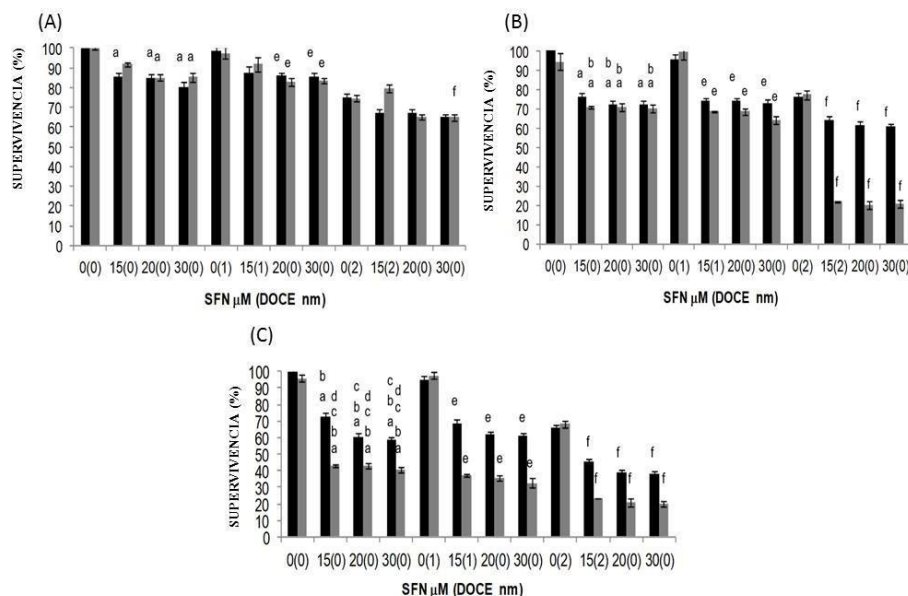 (A)
SUPERVIVENCIA (%)
100
90
80
70
60
50
40
30
20
10
0
a a a a a e e e e f
0(0) 15(0) 20(0) 30(0) 0(1) 15(1) 20(0) 30(0) 0(2) 15(2) 20(0) 30(0)
SFN µM (DOCE nm)
(B)
SUPERVIVENCIA (%)
100
90
80
70
60
50
40
30
20
10
0
b b b b
a a a a a a e e e e e e f f f
f f f
0(0) 15(0) 20(0) 30(0) 0(1) 15(1) 20(0) 30(0) 0(2) 15(2) 20(0) 30(0)
SFN µM (DOCE nm)
(C)
SUPERVIVENCIA (%)
100
90
80
70
60
50
40
30
20
10
0
b d c d c d
a c b c b c
b a b a b
a a a
e e e
e e e
f f f
f f f
0(0) 15(0) 20(0) 30(0) 0(1) 15(1) 20(0) 30(0) 0(2) 15(2) 20(0) 30(0)
SFN µM (DOCE nm)